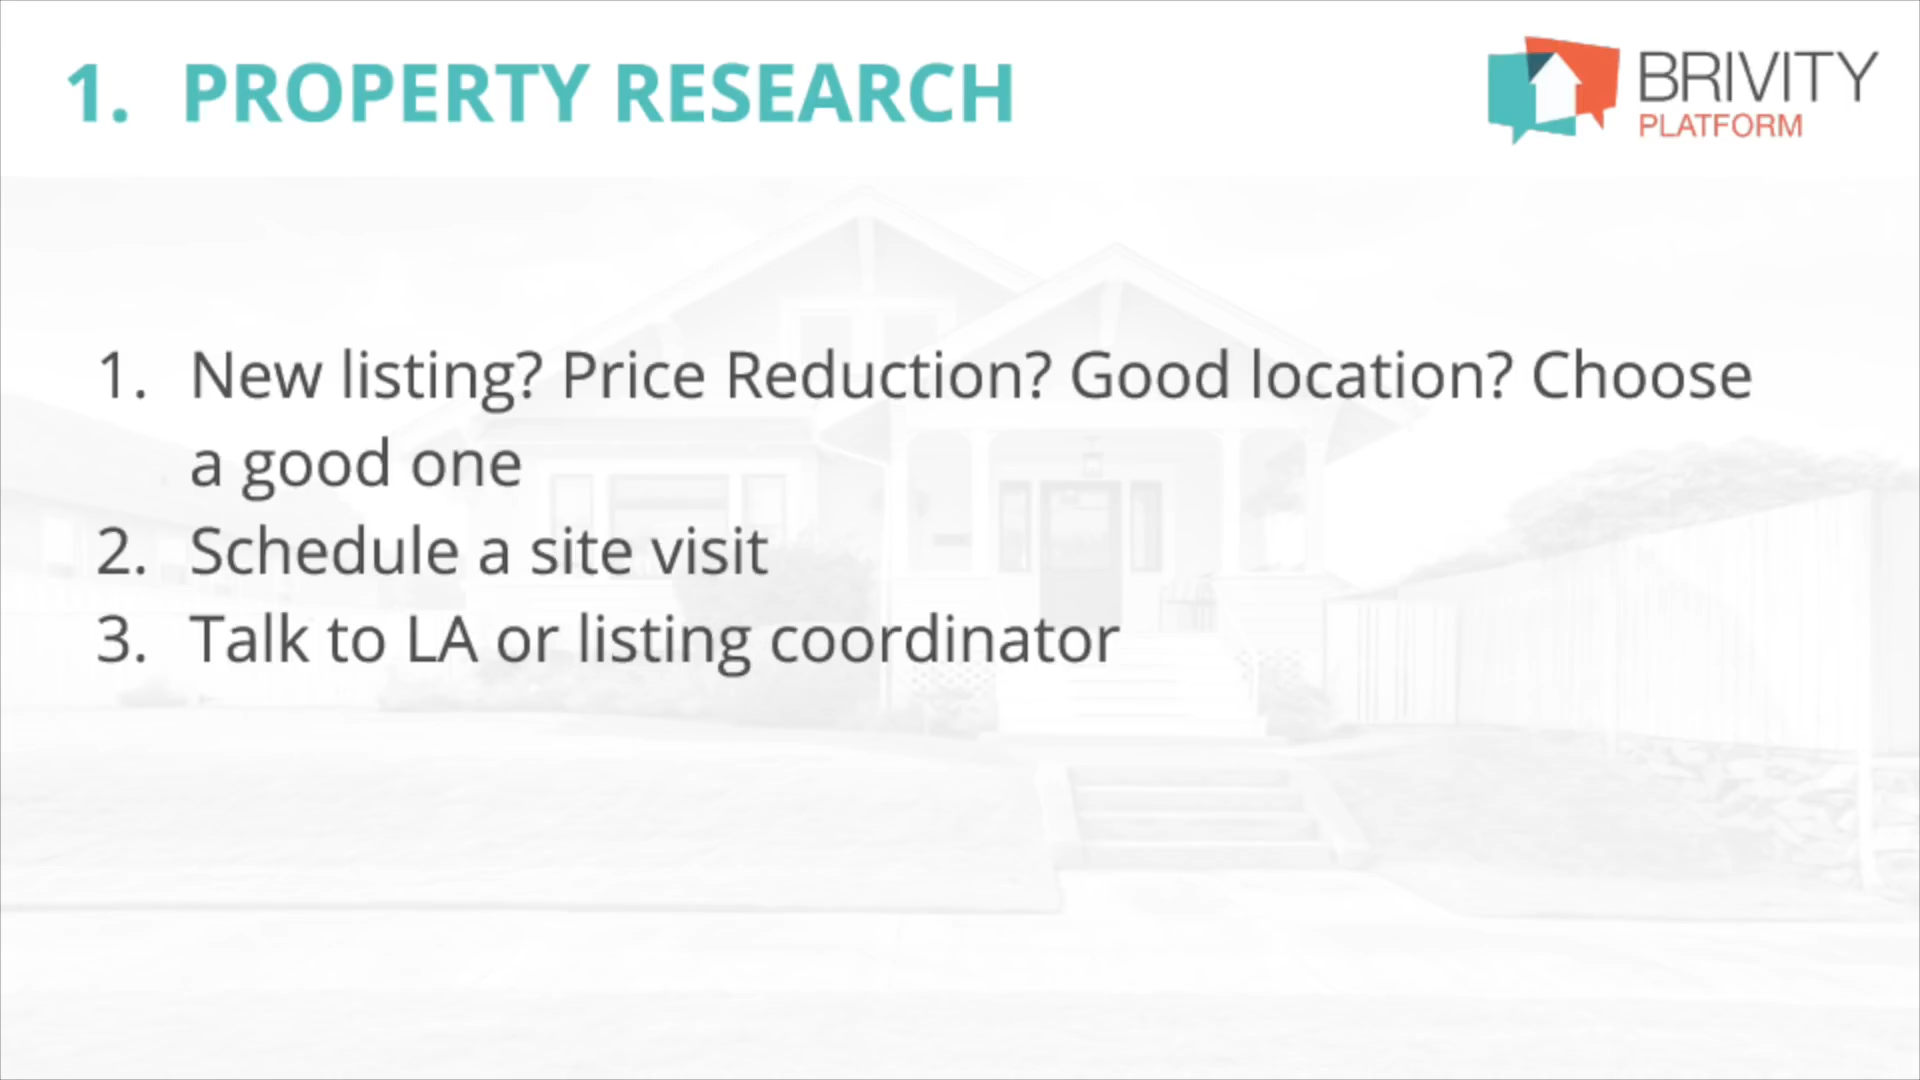 1. PROPERTY RESEARCH
BRIVITY
PLATFORM
1. New listing? Price Reduction? Good location? Choose
a good one
2. Schedule a site visit
3. Talk to LA or listing coordinator